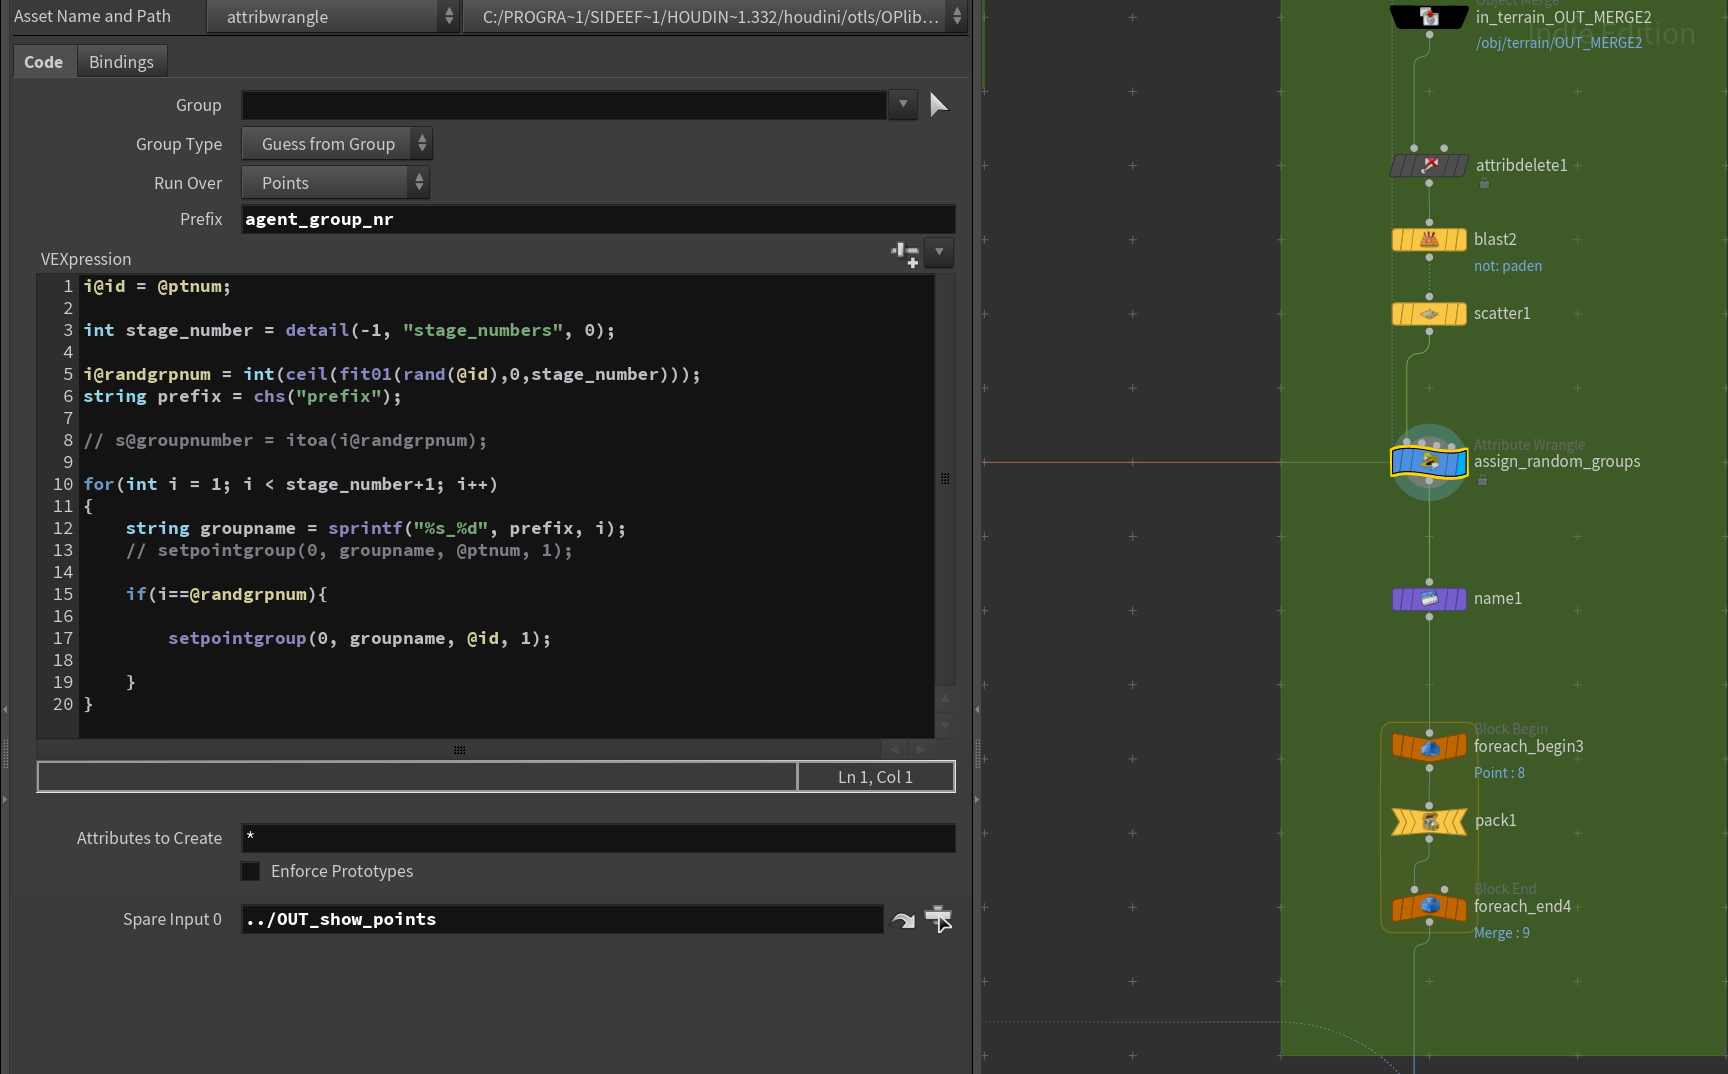 Asset Name and Path
attribwrangle
C:/PROGRA~1/SIDEEF~1/HOUDIN~1.332/houdini/otls/OPlib...
Code
Bindings
Group
Group Type
Guess from Group
Run Over
Points
Prefix
agent_group_nr
VEXpression
1 i@id = @ptnum;
2
3 int stage_number = detail(-1, "stage_numbers", 0);
4
5 i@randgrpnum = int(ceil(fit01(rand(@id),0,stage_number)));
6 string prefix = chs("prefix");
7
8 // s@groupnumber = itoa(i@randgrpnum);
9
10 for(int i = 1; i < stage_number+1; i++)
11 {
12     string groupname = sprintf("%s_%d", prefix, i);
13     // setpointgroup(0, groupname, @ptnum, 1);
14
15     if(i==@randgrpnum){
16
17         setpointgroup(0, groupname, @id, 1);
18
19     }
20 }
Ln 1, Col 1
Attributes to Create
*
Enforce Prototypes
Spare Input 0
../OUT_show_points
Object Merge
in_terrain_OUT_MERGE2
Indie Edition
/obj/terrain/OUT_MERGE2
attribdelete1
blast2
not: paden
scatter1
Attribute Wrangle
assign_random_groups
name1
Block Begin
foreach_begin3
Point : 8
pack1
Block End
foreach_end4
Merge : 9